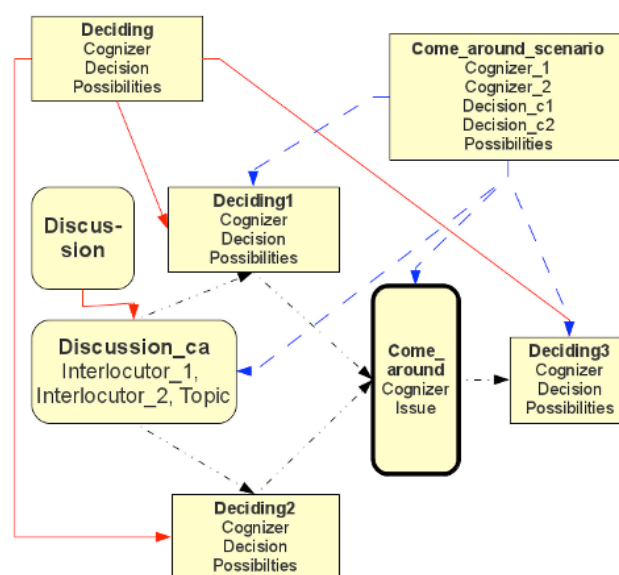 Deciding
Cognizer
Decision
Possibilities
Come_around_scenario
Cognizer_1
Cognizer_2
Decision_c1
Decision_c2
Possibilities
Deciding1
Cognizer
Decision
Possibilities
Discus-
sion
Discussion_ca
Interlocutor_1,
Interlocutor_2, Topic
Come_
around
Cognizer
Issue
Deciding3
Cognizer
Decision
Possibilities
Deciding2
Cognizer
Decision
Possibilties